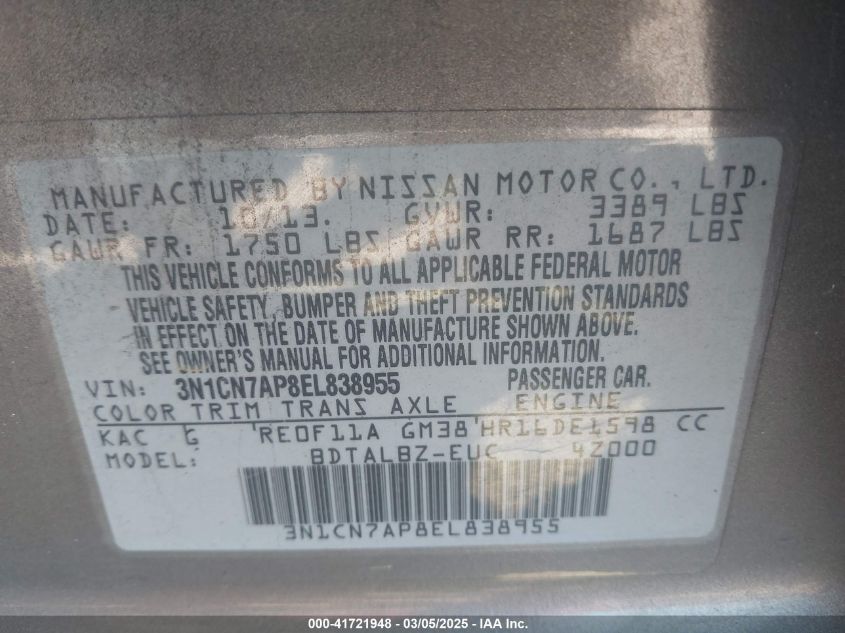 MANUFACTURED BY NISSAN MOTOR CO., LTD.
DATE: 10/13. GVWR: 3389 LBS
GAWR FR: 1750 LBS GAWR RR: 1687 LBS
THIS VEHICLE CONFORMS TO ALL APPLICABLE FEDERAL MOTOR
VEHICLE SAFETY, BUMPER AND THEFT PREVENTION STANDARDS
IN EFFECT ON THE DATE OF MANUFACTURE SHOWN ABOVE.
SEE OWNER'S MANUAL FOR ADDITIONAL INFORMATION.
VIN: 3N1CN7AP8EL838955 PASSENGER CAR.
COLOR TRIM TRANS AXLE ENGINE
KAC G RE0F11A GM38 HR16DE1598 CC
MODEL: BDTALBZ-EUC 4Z000
3N1CN7AP8EL838955
000-41721948 - 03/05/2025 - IAA Inc.